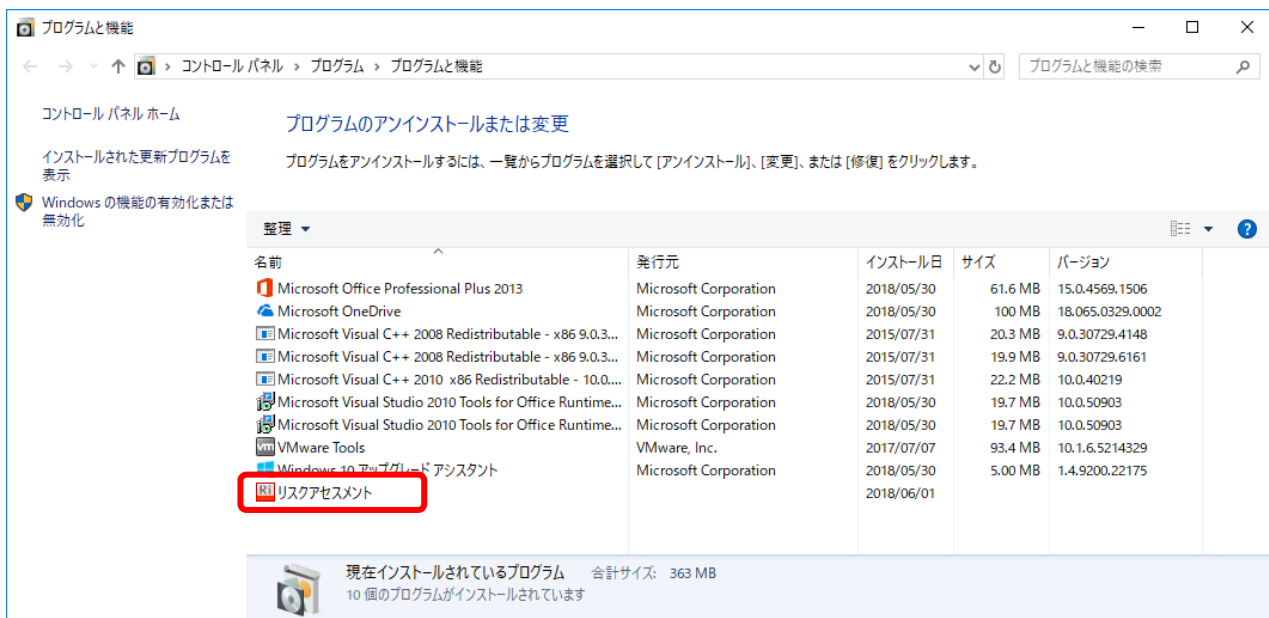 プログラムと機能
コントロール パネル › プログラム › プログラムと機能
プログラムと機能の検索
コントロール パネル ホーム
インストールされた更新プログラムを
表示
Windows の機能の有効化または
無効化
プログラムのアンインストールまたは変更
プログラムをアンインストールするには、一覧からプログラムを選択して [アンインストール]、[変更]、または [修復] をクリックします。
整理
名前 発行元 インストール日 サイズ バージョン
Microsoft Office Professional Plus 2013 Microsoft Corporation 2018/05/30 61.6 MB 15.0.4569.1506
Microsoft OneDrive Microsoft Corporation 2018/05/30 100 MB 18.065.0329.0002
Microsoft Visual C++ 2008 Redistributable - x86 9.0.3... Microsoft Corporation 2015/07/31 20.3 MB 9.0.30729.4148
Microsoft Visual C++ 2008 Redistributable - x86 9.0.3... Microsoft Corporation 2015/07/31 19.9 MB 9.0.30729.6161
Microsoft Visual C++ 2010 x86 Redistributable - 10.0.... Microsoft Corporation 2015/07/31 22.2 MB 10.0.40219
Microsoft Visual Studio 2010 Tools for Office Runtime... Microsoft Corporation 2018/05/30 19.7 MB 10.0.50903
Microsoft Visual Studio 2010 Tools for Office Runtime... Microsoft Corporation 2018/05/30 19.7 MB 10.0.50903
vm VMware Tools VMware, Inc. 2017/07/07 93.4 MB 10.1.6.5214329
Windows 10 アップグレード アシスタント Microsoft Corporation 2018/05/30 5.00 MB 1.4.9200.22175
Ri リスクアセスメント 2018/06/01
現在インストールされているプログラム 合計サイズ: 363 MB
10 個のプログラムがインストールされています